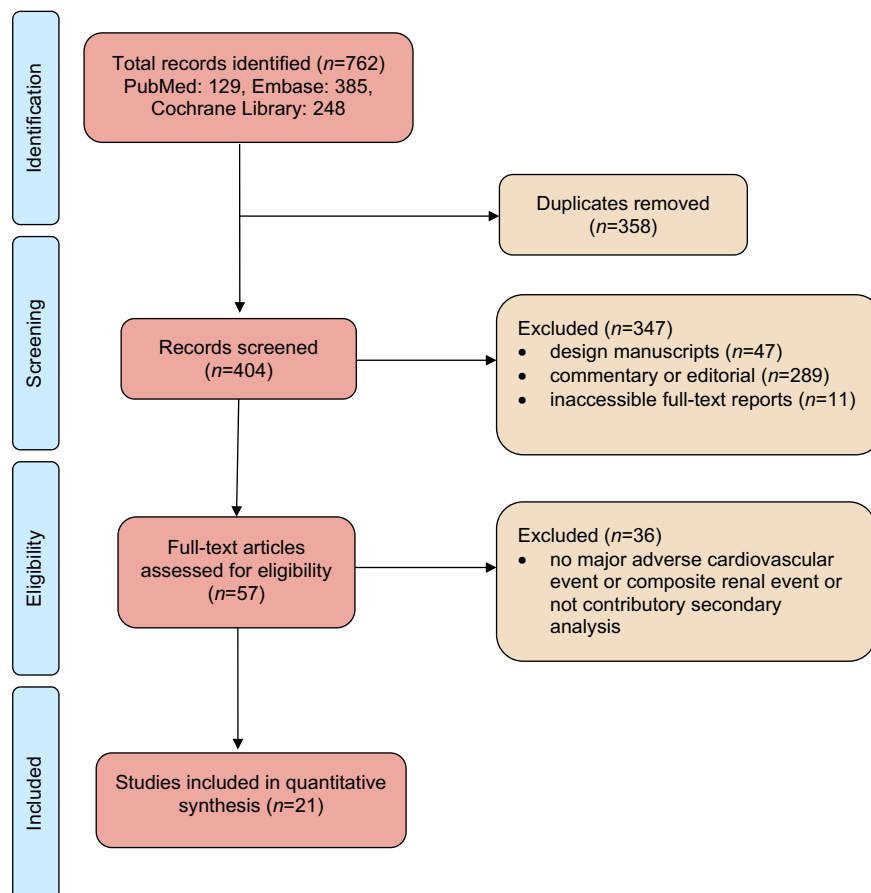 Identification
Total records identified (n=762)
PubMed: 129, Embase: 385,
Cochrane Library: 248
Duplicates removed
(n=358)
Screening
Records screened
(n=404)
Excluded (n=347)
• design manuscripts (n=47)
• commentary or editorial (n=289)
• inaccessible full-text reports (n=11)
Eligibility
Full-text articles
assessed for eligibility
(n=57)
Excluded (n=36)
• no major adverse cardiovascular
event or composite renal event or
not contributory secondary
analysis
Included
Studies included in quantitative
synthesis (n=21)